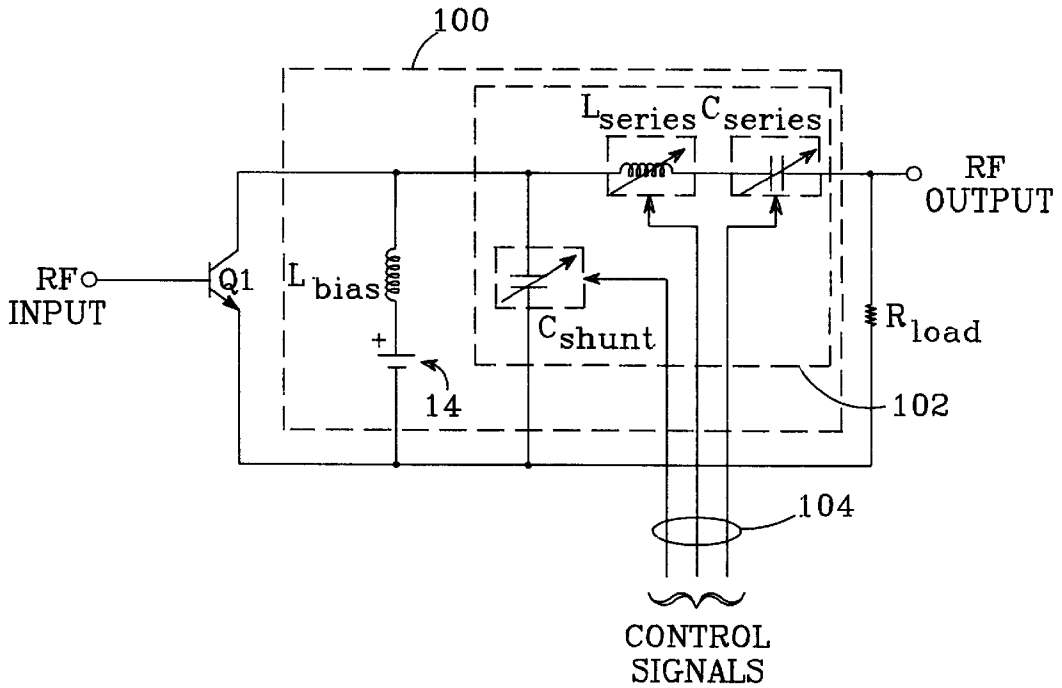 100
L series C series
RF
OUTPUT
RF
INPUT
Q1
L bias
+
C shunt
14
R load
102
104
CONTROL
SIGNALS